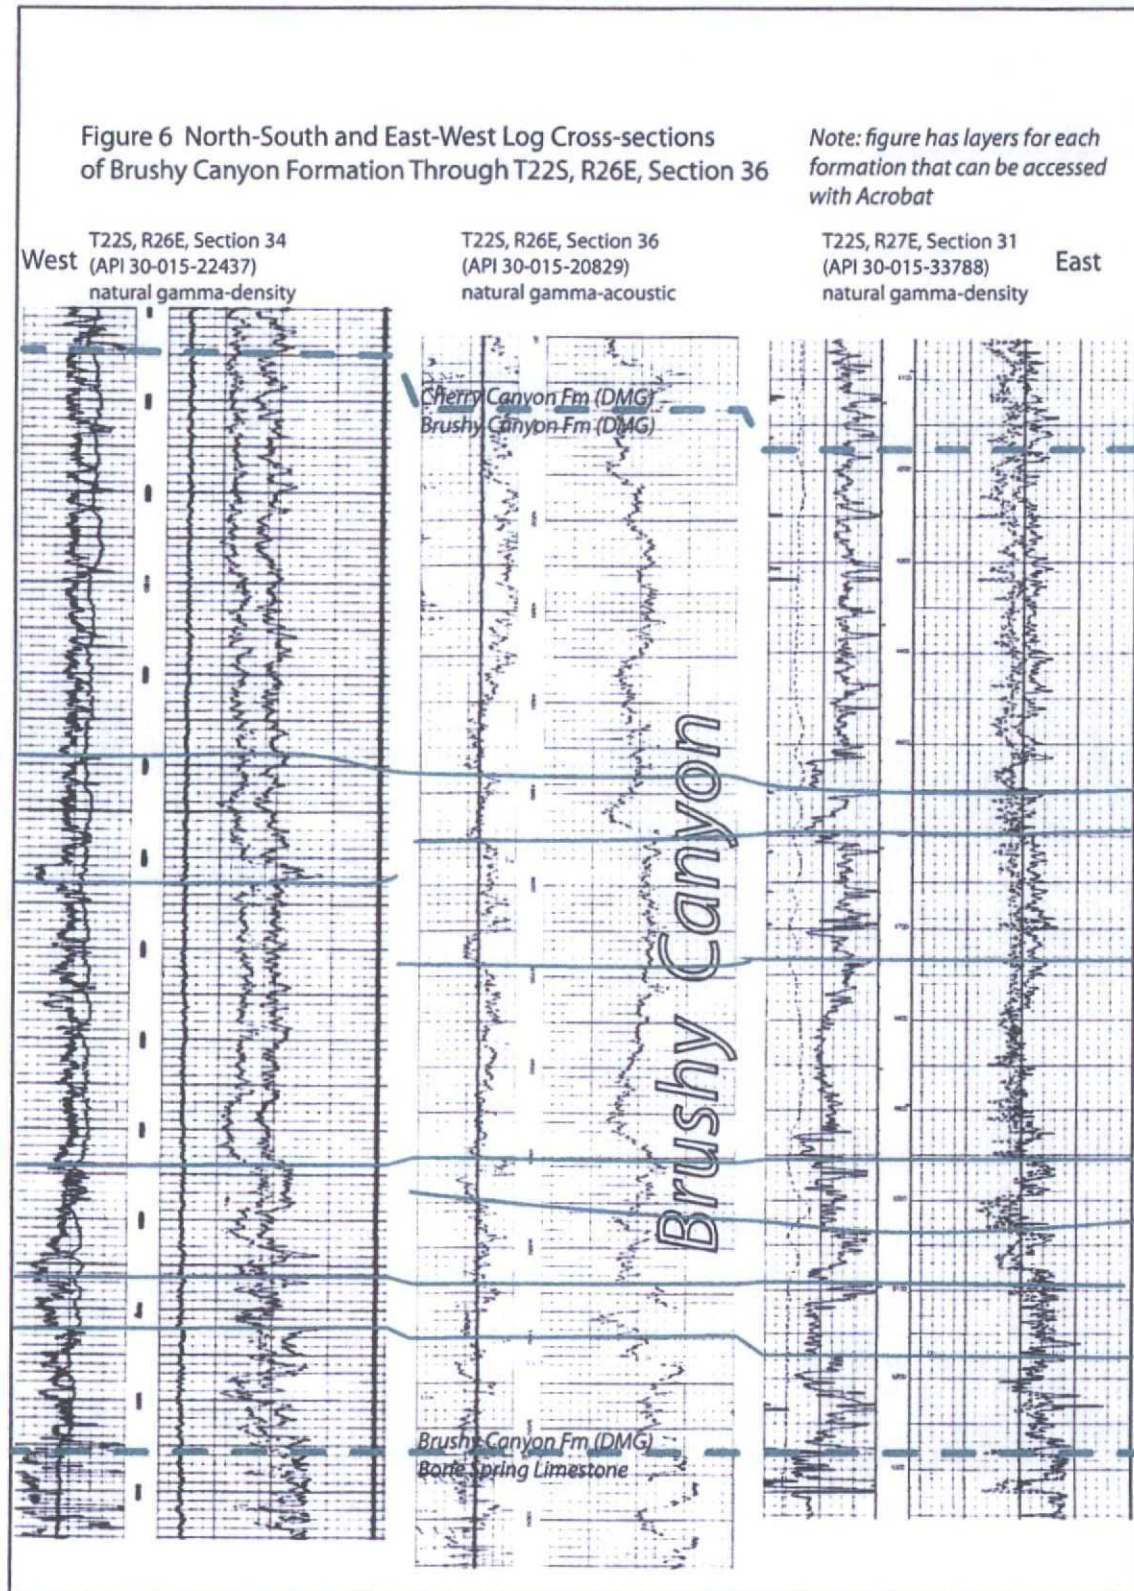 Figure 6 North-South and East-West Log Cross-sections
of Brushy Canyon Formation Through T22S, R26E, Section 36
Note: figure has layers for each
formation that can be accessed
with Acrobat
West
T22S, R26E, Section 34
(API 30-015-22437)
natural gamma-density
T22S, R26E, Section 36
(API 30-015-20829)
natural gamma-acoustic
T22S, R27E, Section 31
(API 30-015-33788)
natural gamma-density
East
Cherry Canyon Fm (DMG)
Brushy Canyon Fm (DMG)
Brushy Canyon
Brushy Canyon Fm (DMG)
Bone Spring Limestone